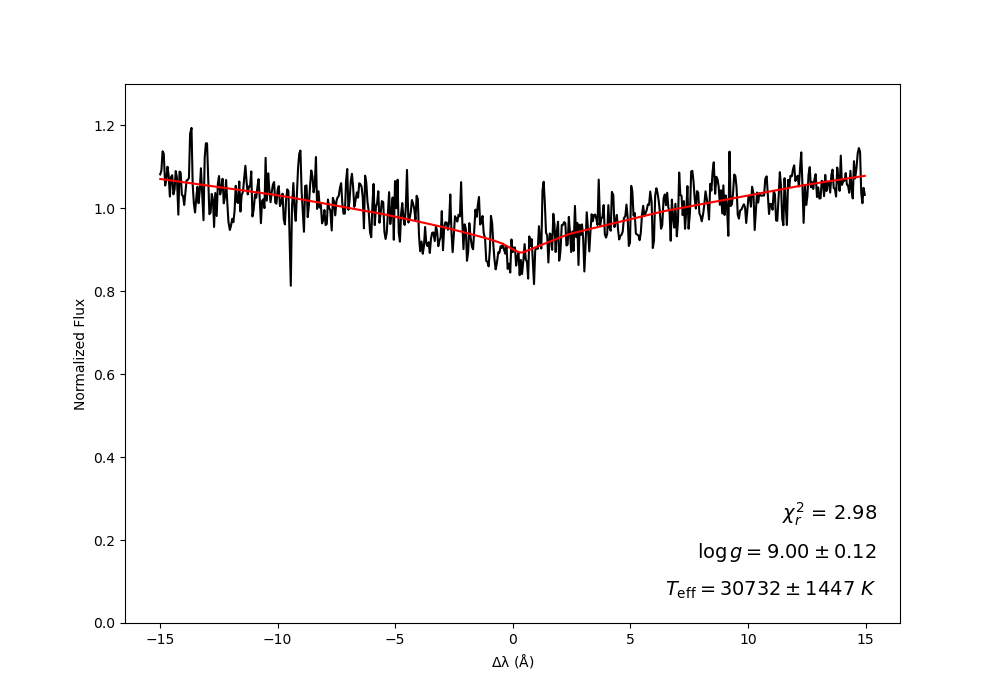 1.2
1.0
0.8
0.6
0.4
0.2
0.0
Normalized Flux
χ²ᵣ = 2.98
log g = 9.00 ± 0.12
T_eff = 30732 ± 1447 K
−15 −10 −5 0 5 10 15
Δλ (Å)